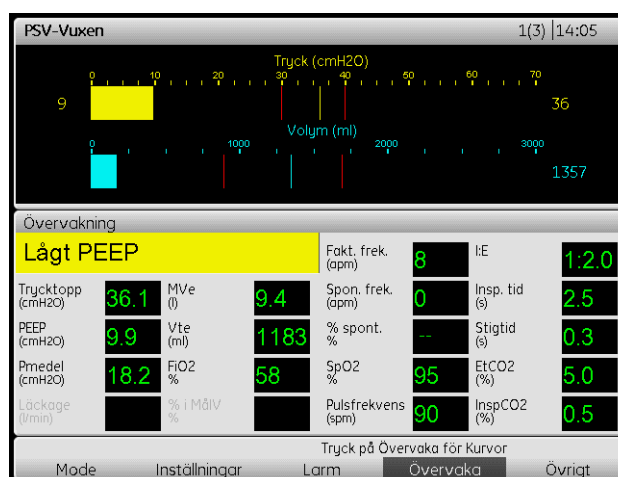 PSV-Vuxen 1(3) 14:05
Tryck (cmH2O)
0 10 20 30 40 50 60 70
9 36
Volym (ml)
0 1000 2000 3000
1357
Övervakning
Lågt PEEP
Fakt. frek. (apm) 8 I:E 1:2.0
Trycktopp (cmH2O) 36.1 MVe (l) 9.4 Spon. frek. (apm) 0 Insp. tid (s) 2.5
PEEP (cmH2O) 9.9 Vte (ml) 1183 % spont. % -- Stigtid (s) 0.3
Pmedel (cmH2O) 18.2 FiO2 % 58 SpO2 % 95 EtCO2 (%) 5.0
Läckage (l/min) % i MålV % Pulsfrekvens (spm) 90 InspCO2 (%) 0.5
Tryck på Övervaka för Kurvor
Mode Inställningar Larm Övervaka Övrigt